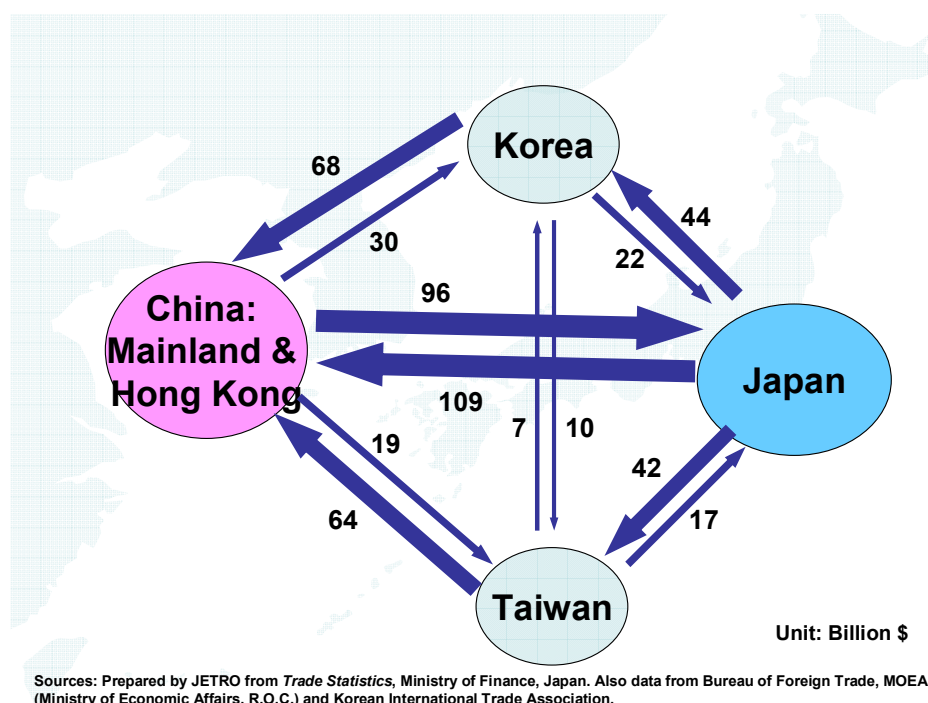 Korea
68
44
30
22
96
China:
Mainland &
Hong Kong
Japan
109
7
10
19
42
64
17
Taiwan
Unit: Billion $
Sources: Prepared by JETRO from Trade Statistics, Ministry of Finance, Japan. Also data from Bureau of Foreign Trade, MOEA
(Ministry of Economic Affairs, R.O.C.) and Korean International Trade Association.